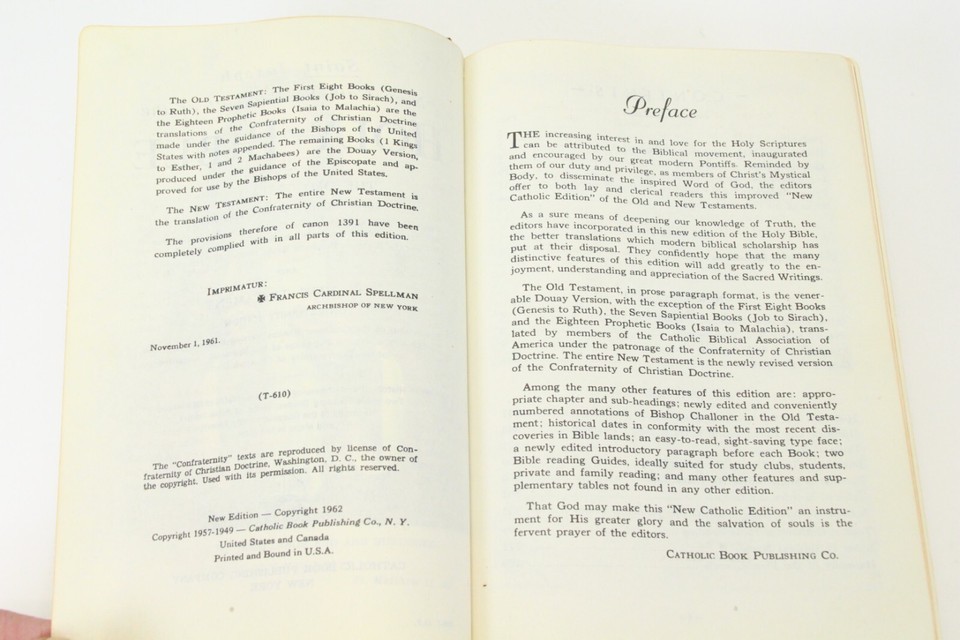 The OLD TESTAMENT: The First Eight Books (Genesis
to Ruth), the Seven Sapiential Books (Job to Sirach), and
the Eighteen Prophetic Books (Isaia to Malachia) are the
translations of the Confraternity of Christian Doctrine
made under the guidance of the Bishops of the United
States with notes appended. The remaining Books (1 Kings
to Esther, 1 and 2 Machabees) are the Douay Version,
produced under the guidance of the Episcopate and ap-
proved for use by the Bishops of the United States.
The NEW TESTAMENT: The entire New Testament is
the translation of the Confraternity of Christian Doctrine.
The provisions therefore of canon 1391 have been
completely complied with in all parts of this edition.
IMPRIMATUR:
✠ FRANCIS CARDINAL SPELLMAN
ARCHBISHOP OF NEW YORK
November 1, 1961.
(T-610)
The "Confraternity" texts are reproduced by license of Con-
fraternity of Christian Doctrine, Washington, D. C., the owner of
the copyright. Used with its permission. All rights reserved.
New Edition — Copyright 1962
Copyright 1957-1949 — Catholic Book Publishing Co., N. Y.
United States and Canada
Printed and Bound in U.S.A.
Preface
THE increasing interest in and love for the Holy Scriptures
can be attributed to the Biblical movement, inaugurated
and encouraged by our great modern Pontiffs. Reminded by
them of our duty and privilege, as members of Christ's Mystical
Body, to disseminate the inspired Word of God, the editors
offer to both lay and clerical readers this improved "New
Catholic Edition" of the Old and New Testaments.
As a sure means of deepening our knowledge of Truth, the
editors have incorporated in this new edition of the Holy Bible,
the better translations which modern biblical scholarship has
put at their disposal. They confidently hope that the many
distinctive features of this edition will add greatly to the en-
joyment, understanding and appreciation of the Sacred Writings.
The Old Testament, in prose paragraph format, is the vener-
able Douay Version, with the exception of the First Eight Books
(Genesis to Ruth), the Seven Sapiential Books (Job to Sirach),
and the Eighteen Prophetic Books (Isaia to Malachia), trans-
lated by members of the Catholic Biblical Association of
America under the patronage of the Confraternity of Christian
Doctrine. The entire New Testament is the newly revised version
of the Confraternity of Christian Doctrine.
Among the many other features of this edition are: appro-
priate chapter and sub-headings; newly edited and conveniently
numbered annotations of Bishop Challoner in the Old Testa-
ment; historical dates in conformity with the most recent dis-
coveries in Bible lands; an easy-to-read, sight-saving type face;
a newly edited introductory paragraph before each Book; two
Bible reading Guides, ideally suited for study clubs, students,
private and family reading; and many other features and sup-
plementary tables not found in any other edition.
That God may make this "New Catholic Edition" an instru-
ment for His greater glory and the salvation of souls is the
fervent prayer of the editors.
CATHOLIC BOOK PUBLISHING CO.